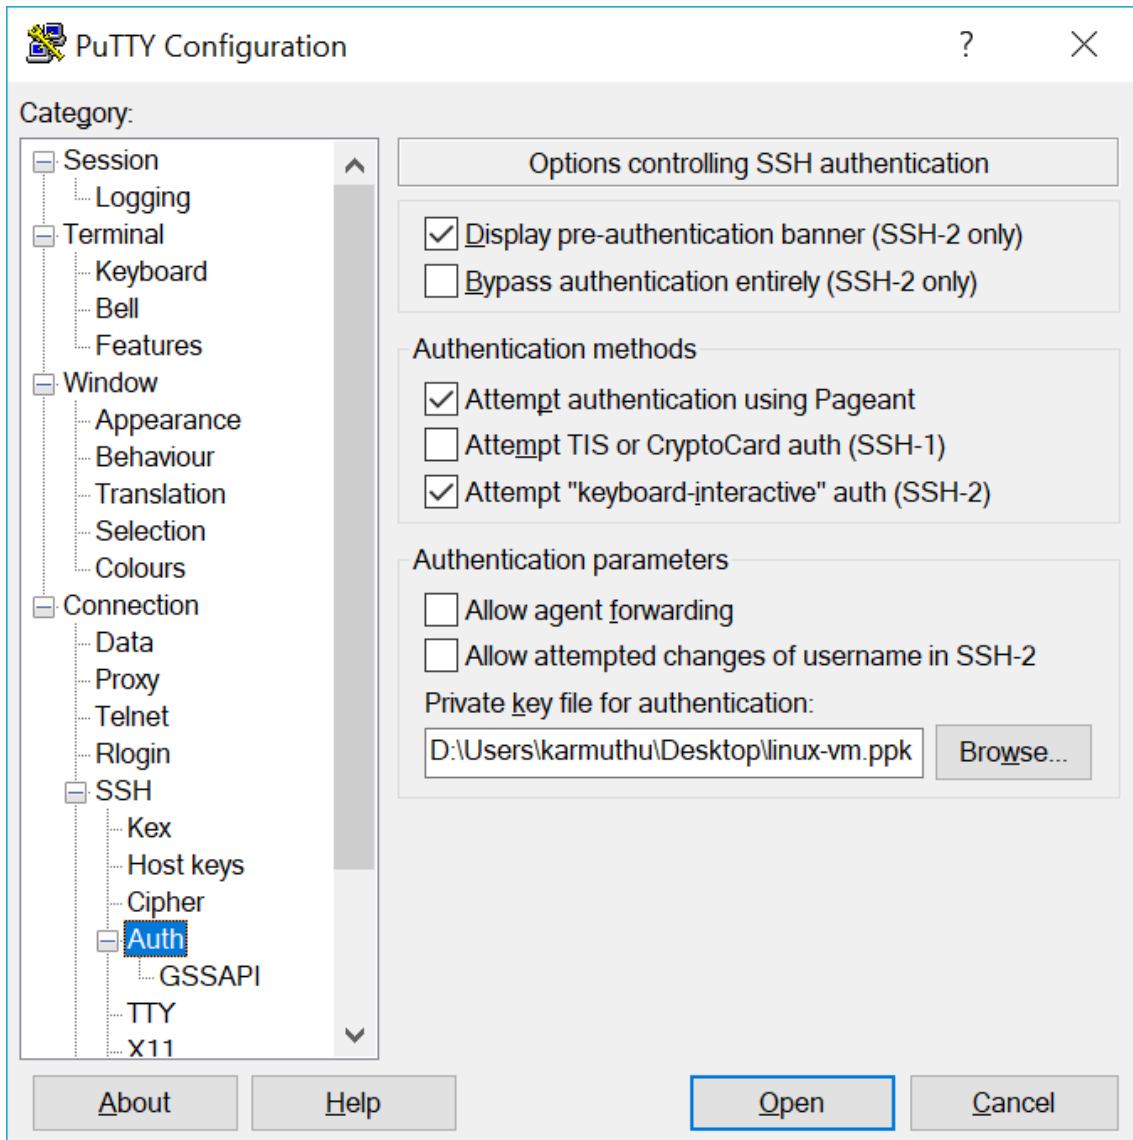 PuTTY Configuration
?
Category:
Session
Logging
Terminal
Keyboard
Bell
Features
Window
Appearance
Behaviour
Translation
Selection
Colours
Connection
Data
Proxy
Telnet
Rlogin
SSH
Kex
Host keys
Cipher
Auth
GSSAPI
TTY
X11
Options controlling SSH authentication
Display pre-authentication banner (SSH-2 only)
Bypass authentication entirely (SSH-2 only)
Authentication methods
Attempt authentication using Pageant
Attempt TIS or CryptoCard auth (SSH-1)
Attempt "keyboard-interactive" auth (SSH-2)
Authentication parameters
Allow agent forwarding
Allow attempted changes of username in SSH-2
Private key file for authentication:
D:\Users\karmuthu\Desktop\linux-vm.ppk
Browse...
About
Help
Open
Cancel